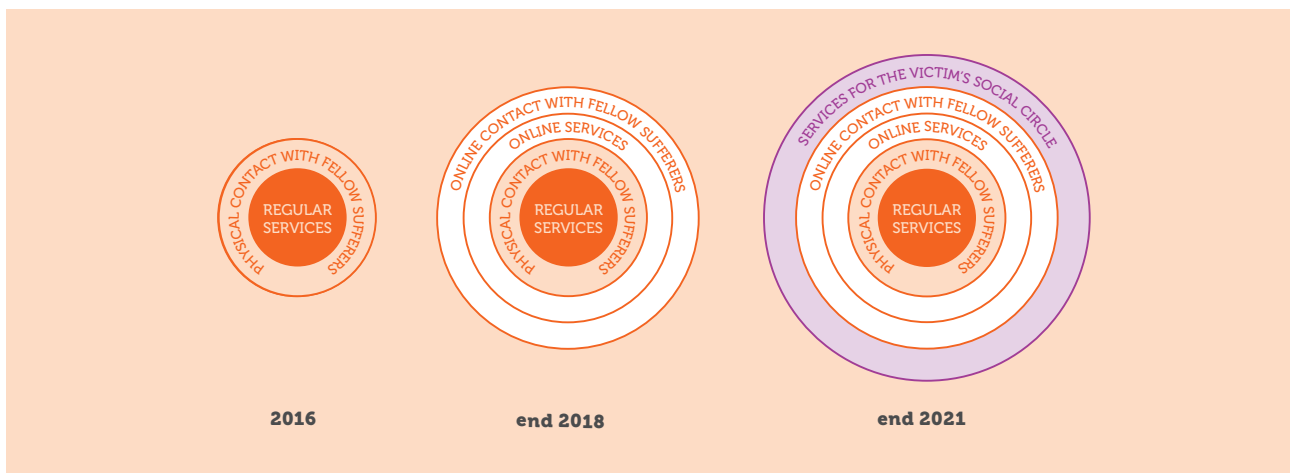 PHYSICAL CONTACT WITH FELLOW SUFFERERS
REGULAR
SERVICES
2016
ONLINE CONTACT WITH FELLOW SUFFERERS
ONLINE SERVICES
PHYSICAL CONTACT WITH FELLOW SUFFERERS
REGULAR
SERVICES
end 2018
SERVICES FOR THE VICTIM'S SOCIAL CIRCLE
ONLINE CONTACT WITH FELLOW SUFFERERS
ONLINE SERVICES
PHYSICAL CONTACT WITH FELLOW SUFFERERS
REGULAR
SERVICES
end 2021